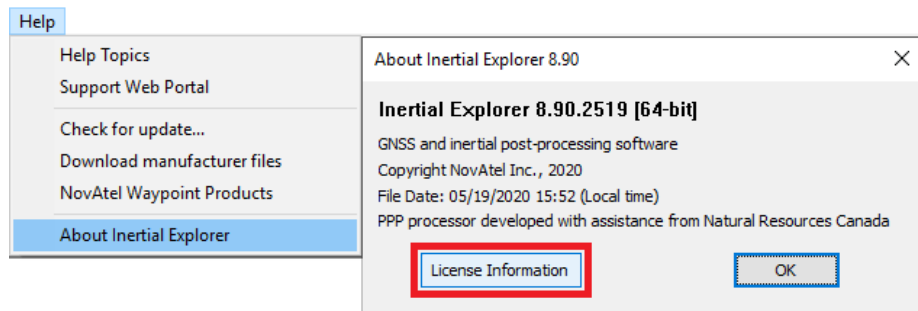 Help
Help Topics
Support Web Portal
Check for update...
Download manufacturer files
NovAtel Waypoint Products
About Inertial Explorer
About Inertial Explorer 8.90
Inertial Explorer 8.90.2519 [64-bit]
GNSS and inertial post-processing software
Copyright NovAtel Inc., 2020
File Date: 05/19/2020 15:52 (Local time)
PPP processor developed with assistance from Natural Resources Canada
License Information
OK